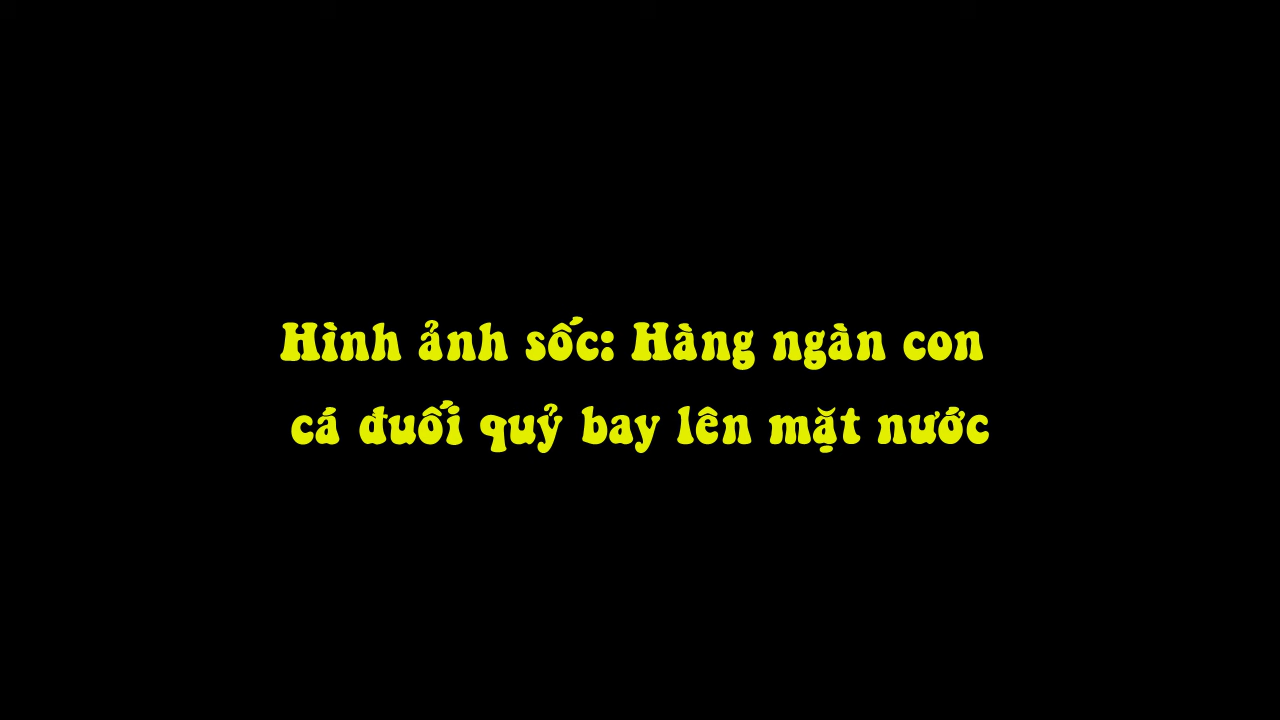 Hình ảnh sốc: Hàng ngàn con
cá đuối quỷ bay lên mặt nước